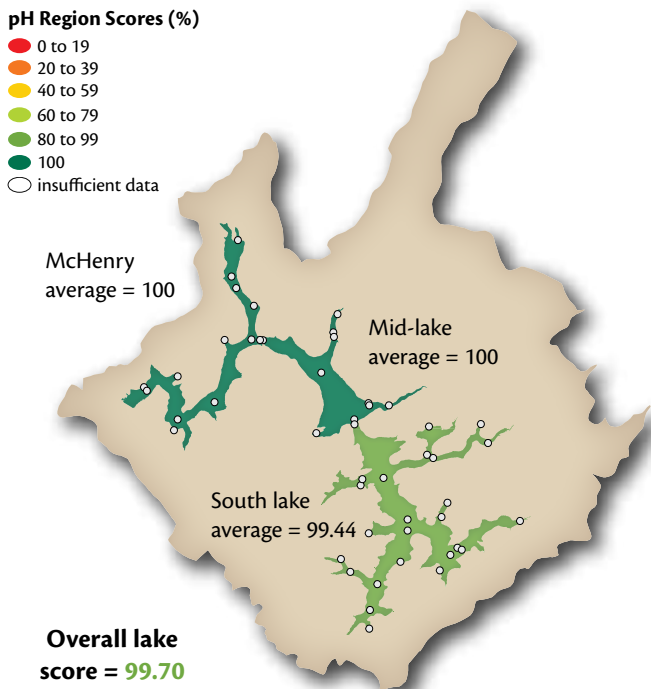 pH Region Scores (%)
0 to 19
20 to 39
40 to 59
60 to 79
80 to 99
100
insufficient data
McHenry
average = 100
Mid-lake
average = 100
South lake
average = 99.44
Overall lake
score = 99.70